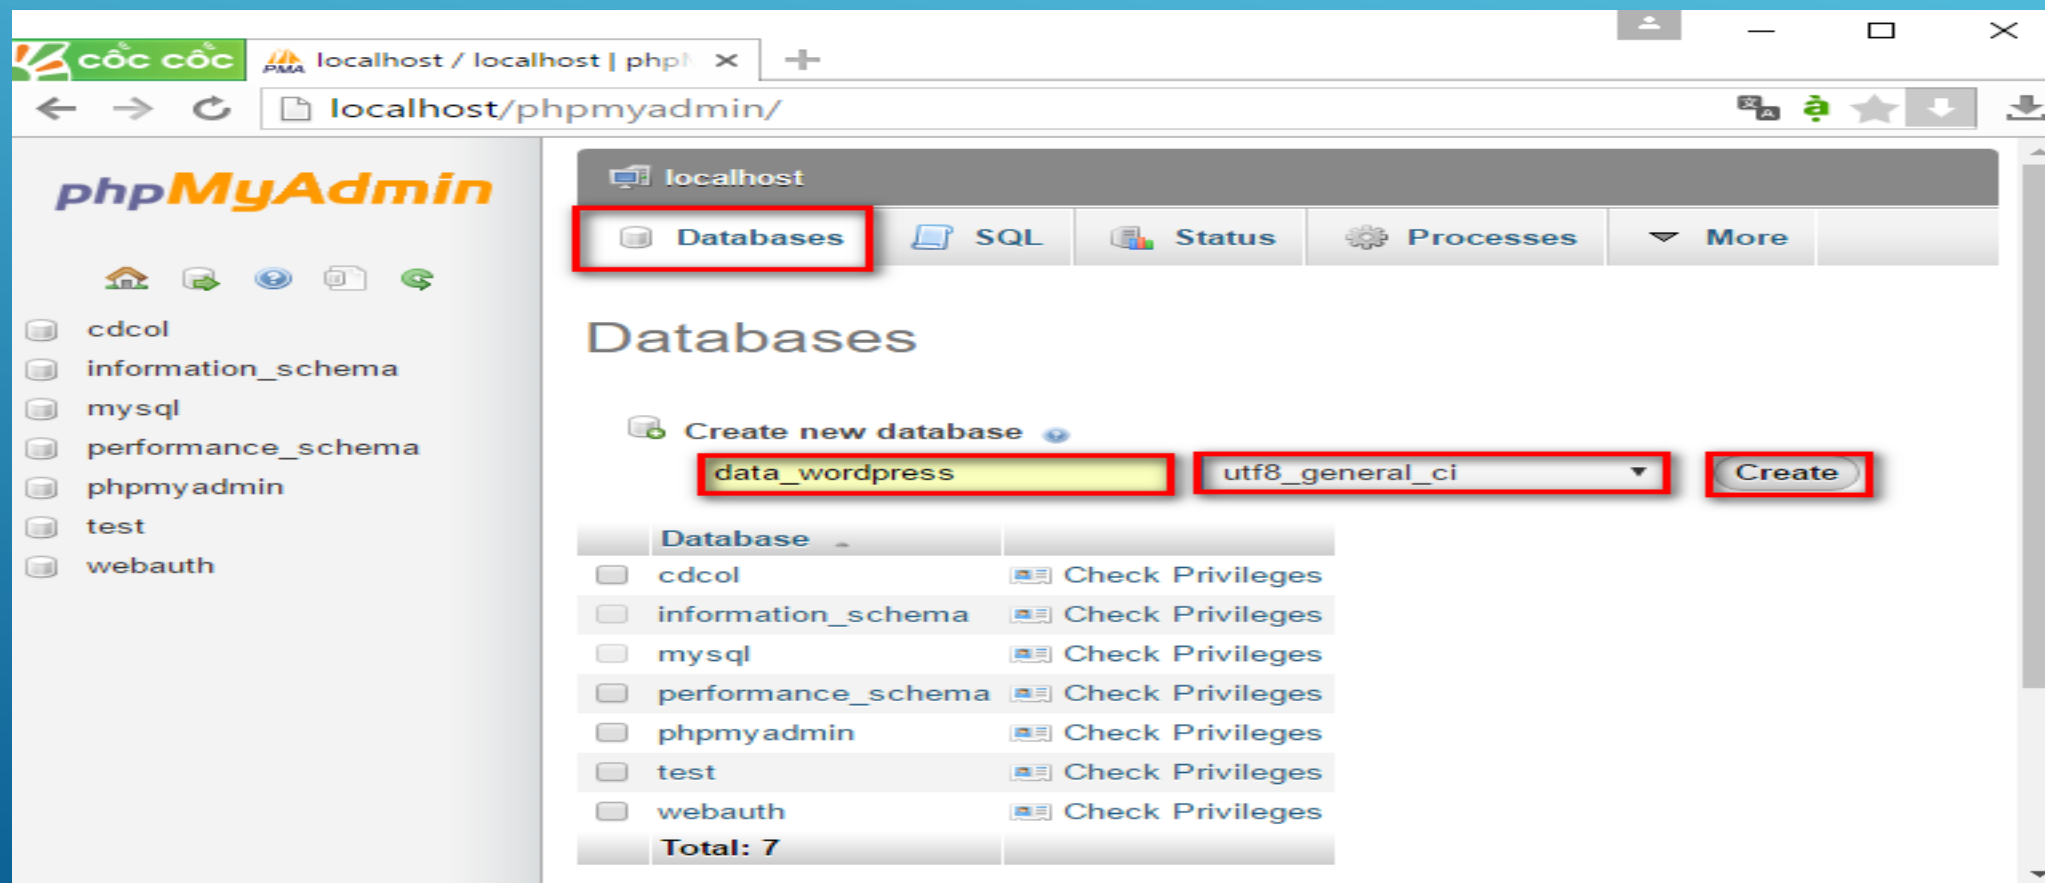 cốc cốc
PMA localhost / localhost | php
localhost/phpmyadmin/
phpMyAdmin
cdcol
information_schema
mysql
performance_schema
phpmyadmin
test
webauth
localhost
Databases SQL Status Processes More
Databases
Create new database
data_wordpress utf8_general_ci Create
Database
cdcol Check Privileges
information_schema Check Privileges
mysql Check Privileges
performance_schema Check Privileges
phpmyadmin Check Privileges
test Check Privileges
webauth Check Privileges
Total: 7